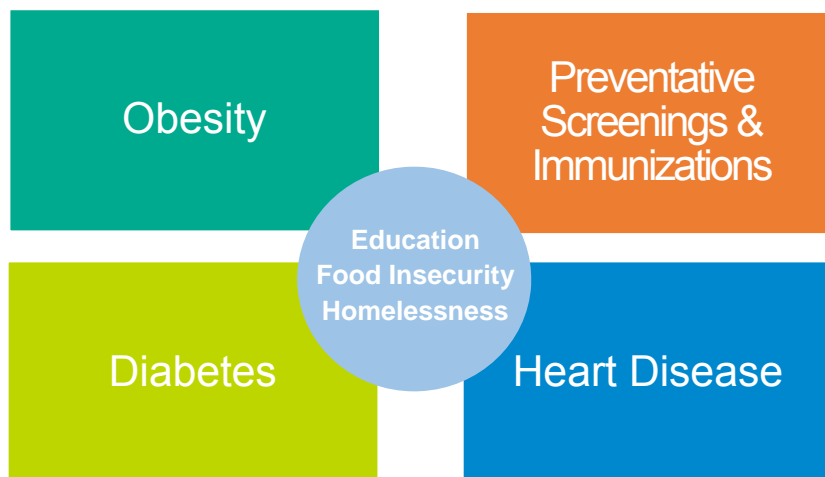 Obesity
Preventative
Screenings &
Immunizations
Education
Food Insecurity
Homelessness
Diabetes
Heart Disease